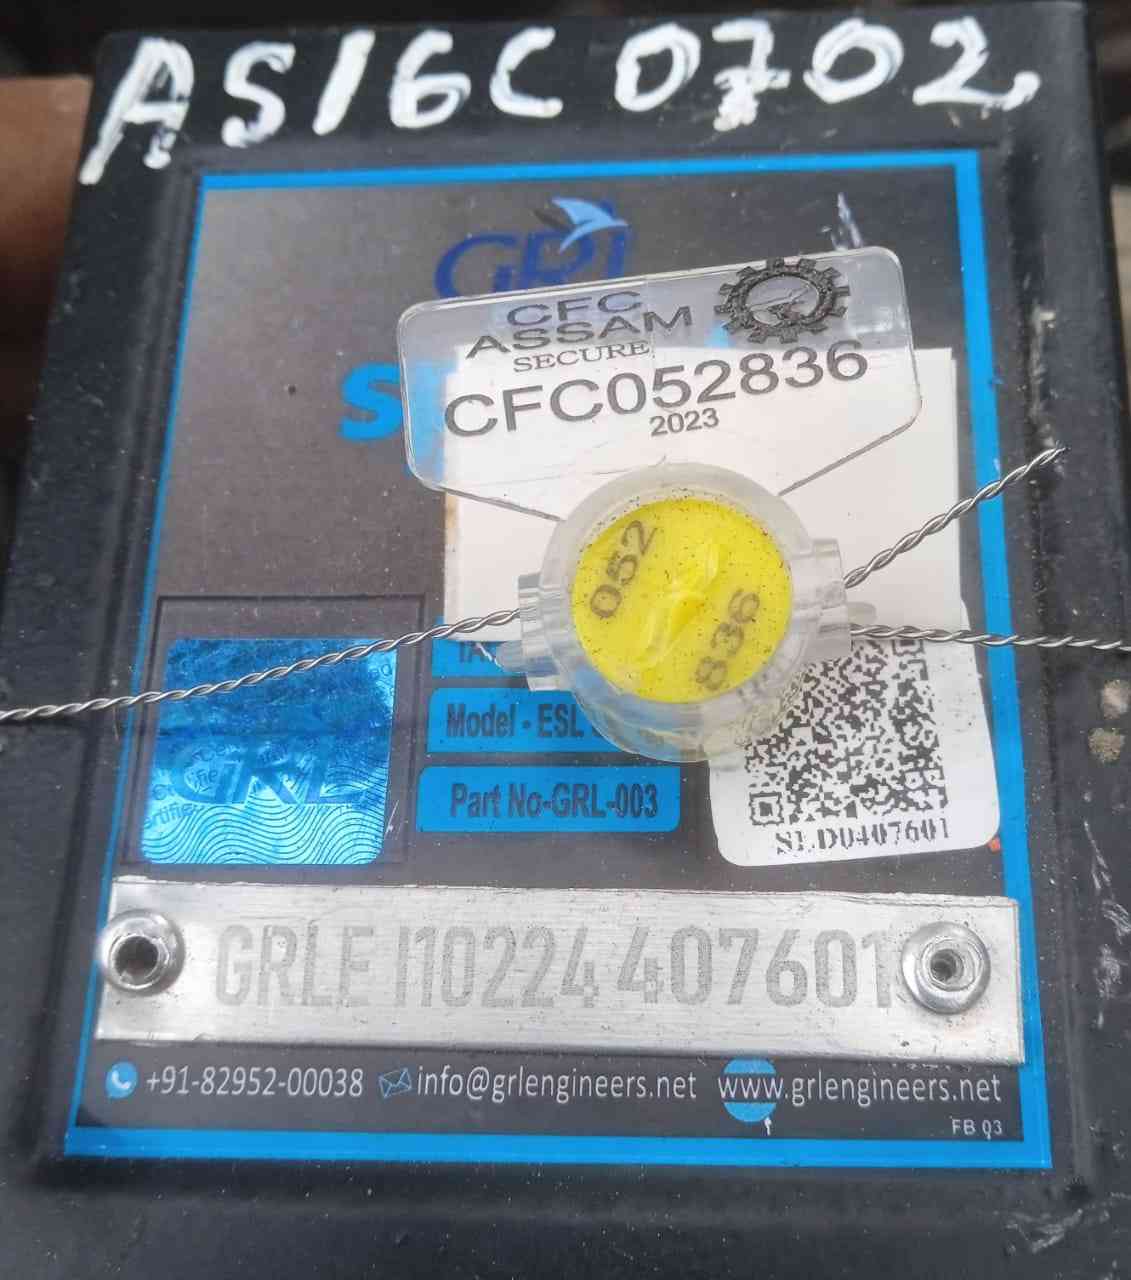 AS16C0702
GRL
CFC
ASSAM
SECURE
CFC052836
2023
052
836
Model - ESL
Part No-GRL-003
SLD0407601
GRL
GRLE I10224 407601
+91-82952-00038 info@grlengineers.net www.grlengineers.net
FB 03